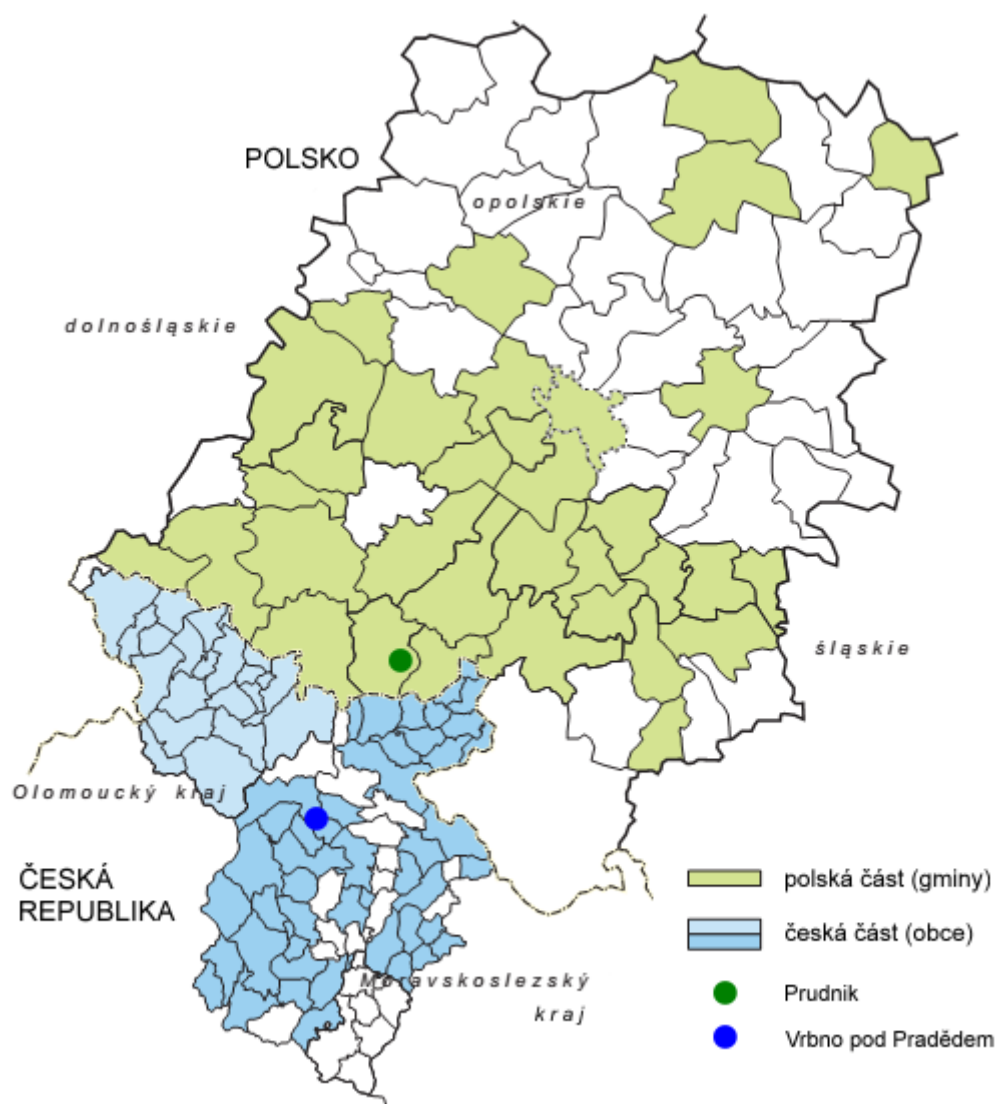 POLSKO
opolskie
dolnośląskie
śląskie
Olomoucký kraj
ČESKÁ
REPUBLIKA
Moravskoslezský
kraj
polská část (gminy)
česká část (obce)
Prudnik
Vrbno pod Pradědem